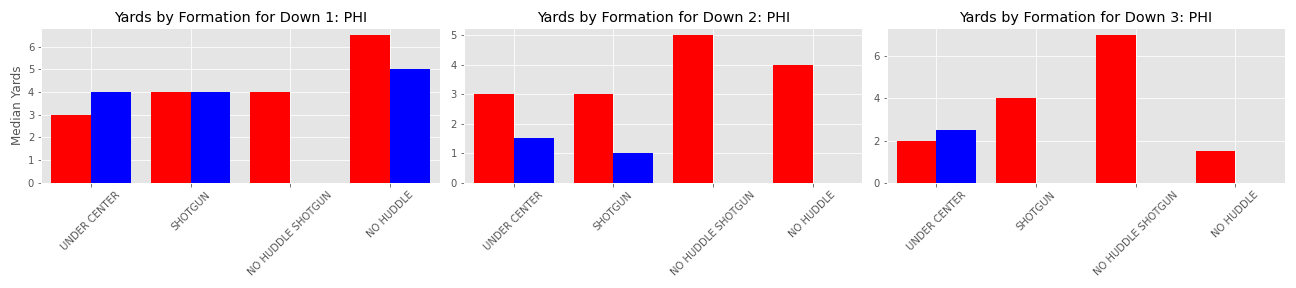 Yards by Formation for Down 1: PHI
Median Yards
6
5
4
3
2
1
0
UNDER CENTER
SHOTGUN
NO HUDDLE SHOTGUN
NO HUDDLE
Yards by Formation for Down 2: PHI
5
4
3
2
1
0
UNDER CENTER
SHOTGUN
NO HUDDLE SHOTGUN
NO HUDDLE
Yards by Formation for Down 3: PHI
6
4
2
0
UNDER CENTER
SHOTGUN
NO HUDDLE SHOTGUN
NO HUDDLE